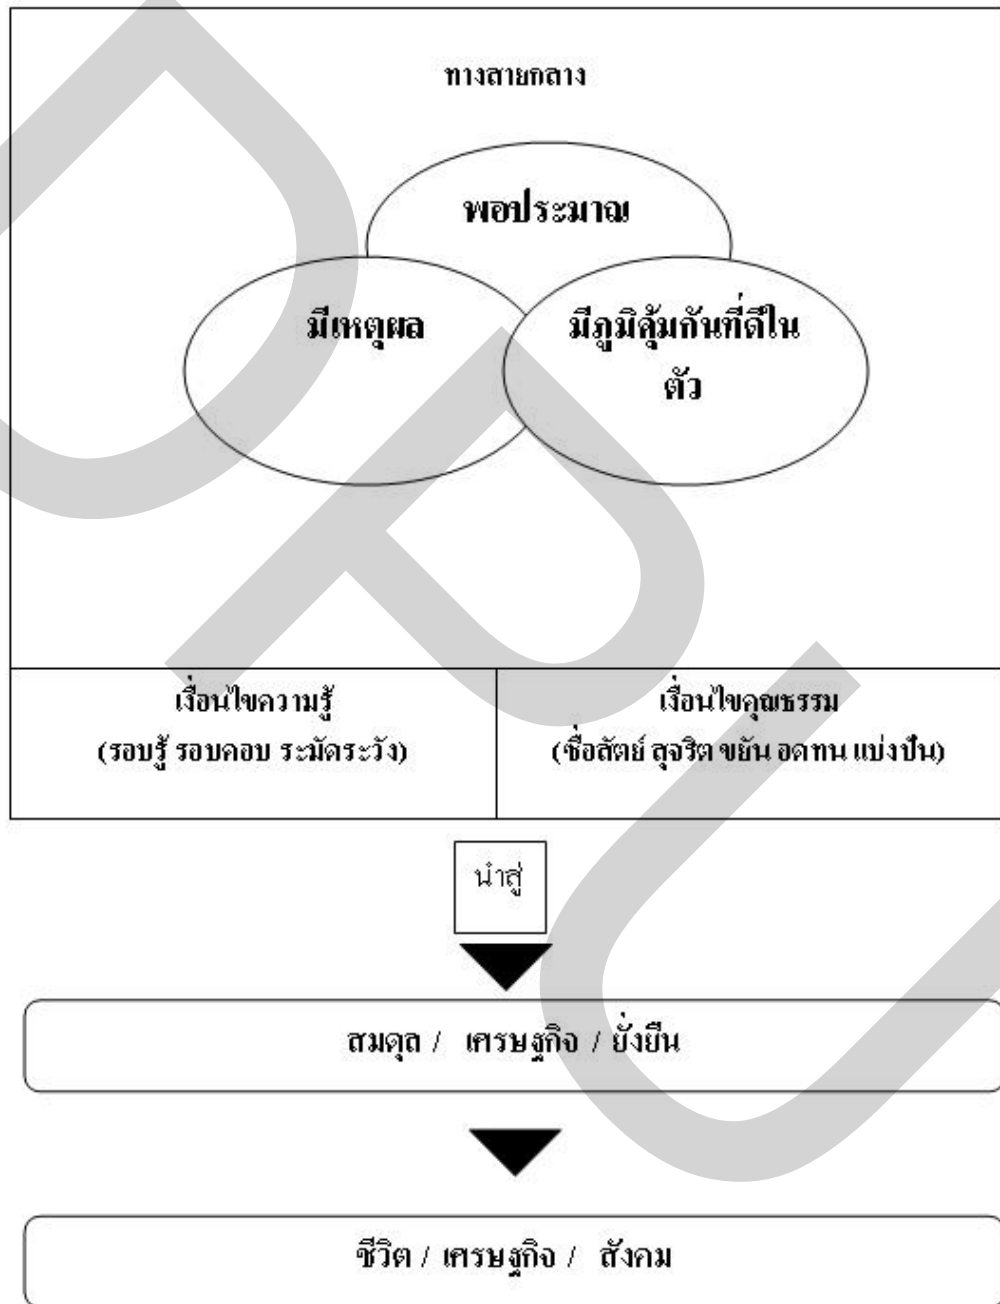 ทางสายกลาง
พอประมาณ
มีเหตุผล
มีภูมิคุ้มกันที่ดีใน
ตัว
เงื่อนไขความรู้
(รอบรู้ รอบคอบ ระมัดระวัง)
เงื่อนไขคุณธรรม
(ซื่อสัตย์ สุจริต ขยัน อดทน แบ่งปัน)
นำสู่
สมดุล / เศรษฐกิจ / ยั่งยืน
ชีวิต / เศรษฐกิจ / สังคม
DPU